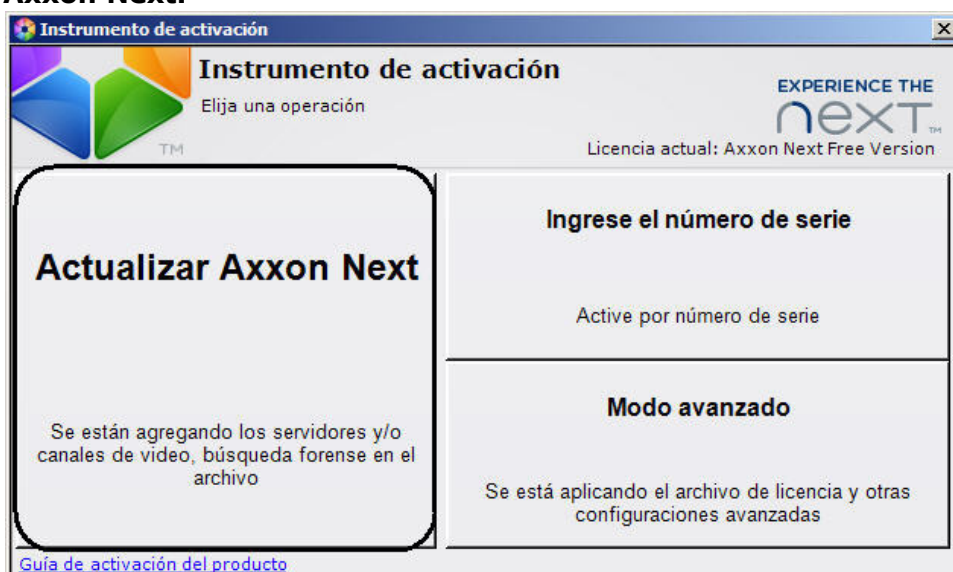 Axxon Next.
Instrumento de activación
Instrumento de activación
Elija una operación
EXPERIENCE THE
next TM
TM
Licencia actual: Axxon Next Free Version
Actualizar Axxon Next
Se están agregando los servidores y/o
canales de video, búsqueda forense en el
archivo
Ingrese el número de serie
Active por número de serie
Modo avanzado
Se está aplicando el archivo de licencia y otras
configuraciones avanzadas
Guía de activación del producto